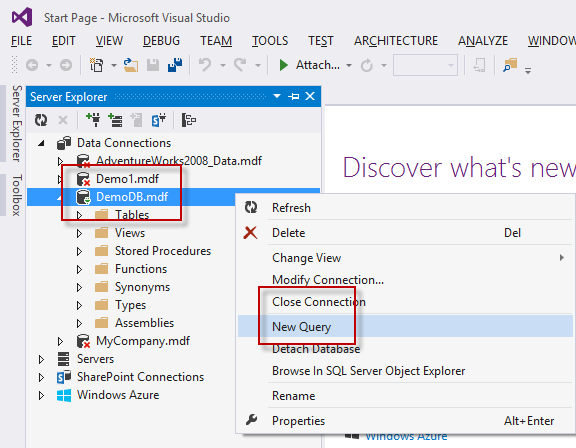 Start Page - Microsoft Visual Studio
FILE EDIT VIEW DEBUG TEAM TOOLS TEST ARCHITECTURE ANALYZE WINDOW
Attach...
Server Explorer
Toolbox
Server Explorer
Data Connections
AdventureWorks2008_Data.mdf
Demo1.mdf
DemoDB.mdf
Tables
Views
Stored Procedures
Functions
Synonyms
Types
Assemblies
MyCompany.mdf
Servers
SharePoint Connections
Windows Azure
Discover what's new
Refresh
Delete Del
Change View
Modify Connection...
Close Connection
New Query
Detach Database
Browse In SQL Server Object Explorer
Rename
Properties Alt+Enter
Windows Azure